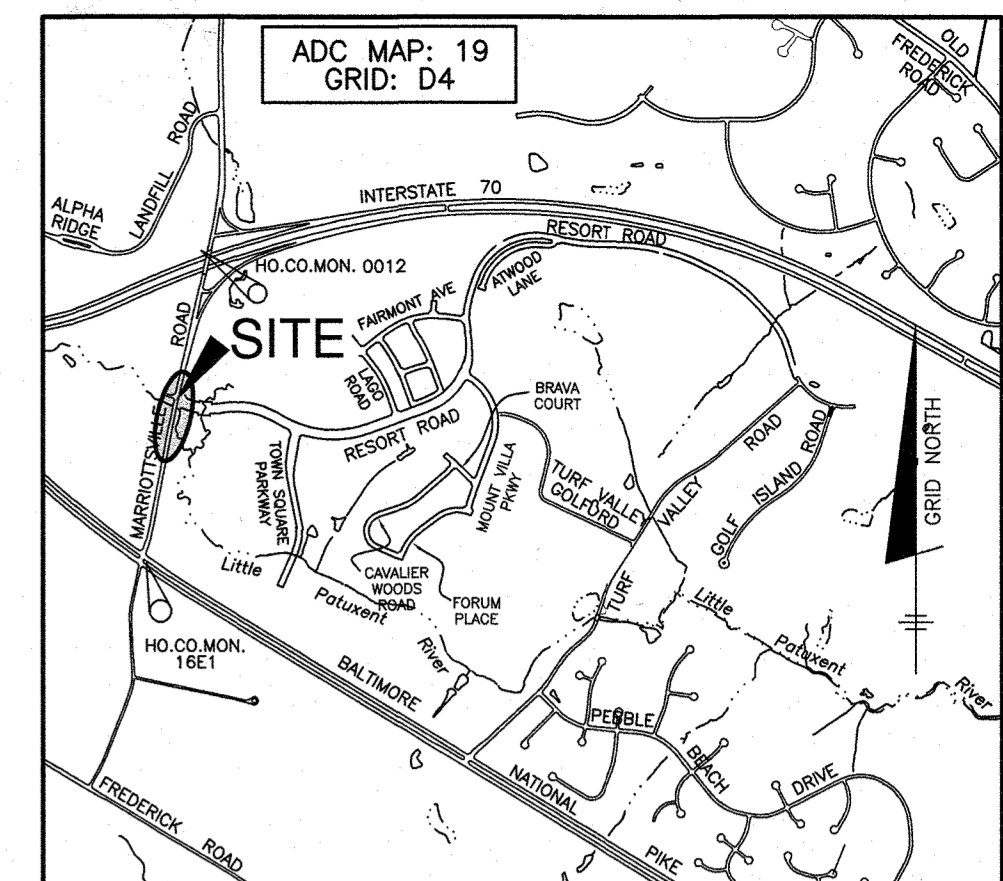 ADC MAP: 19
GRID: D4
OLD
FREDERICK
ROAD
ROAD
LANDFILL
ALPHA
RIDGE
INTERSTATE 70
RESORT ROAD
ATWOOD
LANE
HO.CO.MON. 0012
FAIRMONT AVE
ROAD
SITE
LAGO
ROAD
BRAVA
COURT
MARRIOTTSVILLE
RESORT ROAD
TOWN SQUARE
PARKWAY
MOUNT VILLA
PKWY
TURF VALLEY
GOLFORD
VALLEY
ROAD
GOLF ISLAND ROAD
GRID NORTH
Little
Patuxent
River
CAVALIER
WOODS
ROAD
FORUM
PLACE
TURF
Little
Patuxent
River
HO.CO.MON.
16E1
BALTIMORE
NATIONAL
PIKE
PEBBLE
BEACH
DRIVE
FREDERICK
ROAD